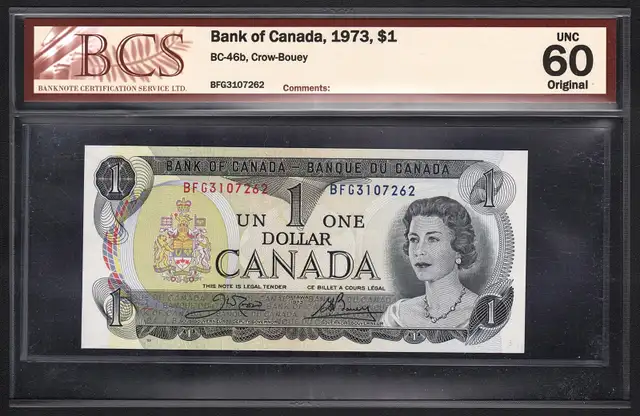 BCS
BANKNOTE CERTIFICATION SERVICE LTD.
Bank of Canada, 1973, $1
BC-46b, Crow-Bouey
BFG3107262 Comments:
UNC
60
Original
BANK OF CANADA – BANQUE DU CANADA
1 1
BFG3107262 BFG3107262
UN 1 ONE
DOLLAR
CANADA
THIS NOTE IS LEGAL TENDER CE BILLET A COURS LÉGAL
OTTAWA
1 1